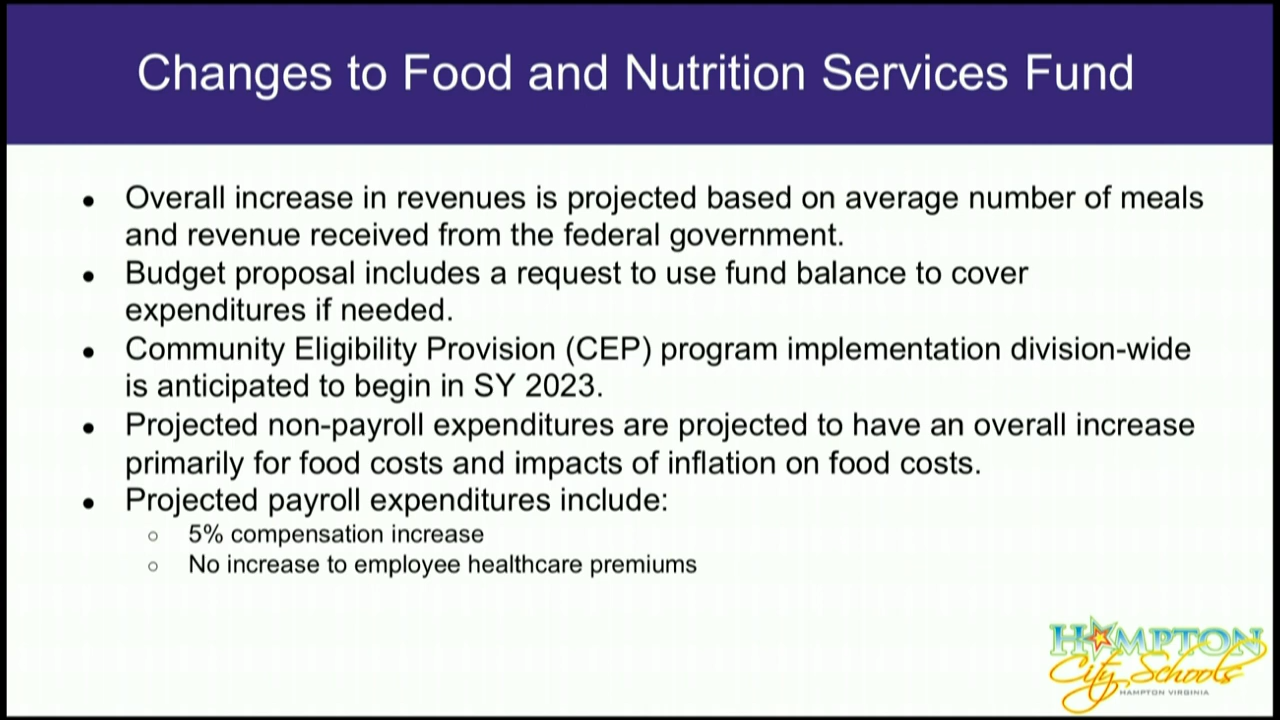 Changes to Food and Nutrition Services Fund
● Overall increase in revenues is projected based on average number of meals
and revenue received from the federal government.
● Budget proposal includes a request to use fund balance to cover
expenditures if needed.
● Community Eligibility Provision (CEP) program implementation division-wide
is anticipated to begin in SY 2023.
● Projected non-payroll expenditures are projected to have an overall increase
primarily for food costs and impacts of inflation on food costs.
● Projected payroll expenditures include:
○ 5% compensation increase
○ No increase to employee healthcare premiums
HAMPTON
City Schools
HAMPTON VIRGINIA